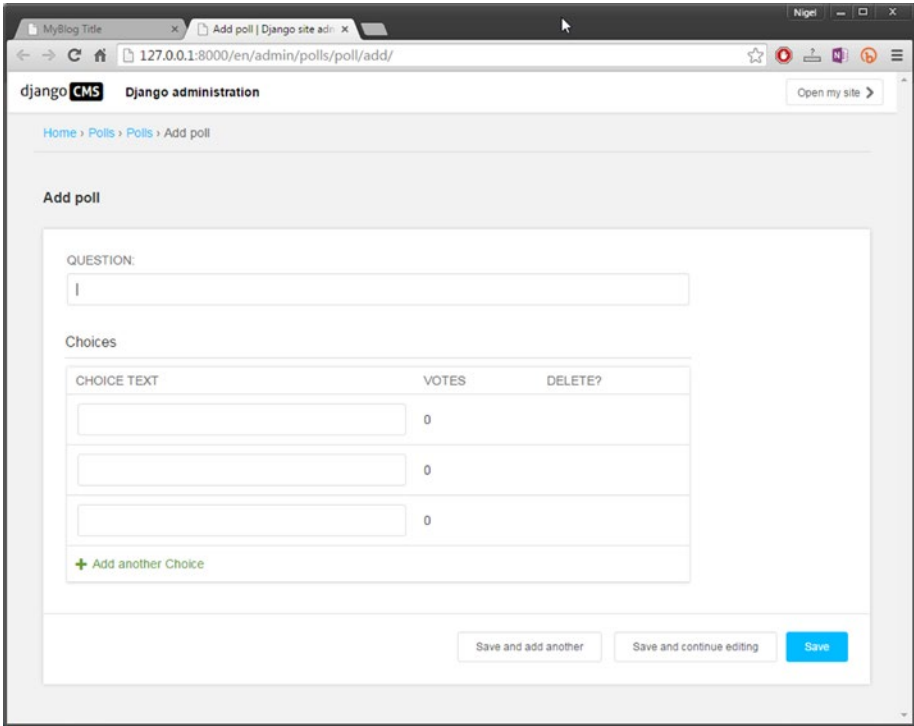 Nigel
MyBlog Title
Add poll | Django site adm
127.0.0.1:8000/en/admin/polls/poll/add/
django CMS Django administration
Open my site
Home › Polls › Polls › Add poll
Add poll
QUESTION:
Choices
CHOICE TEXT VOTES DELETE?
0
0
0
Add another Choice
Save and add another Save and continue editing Save